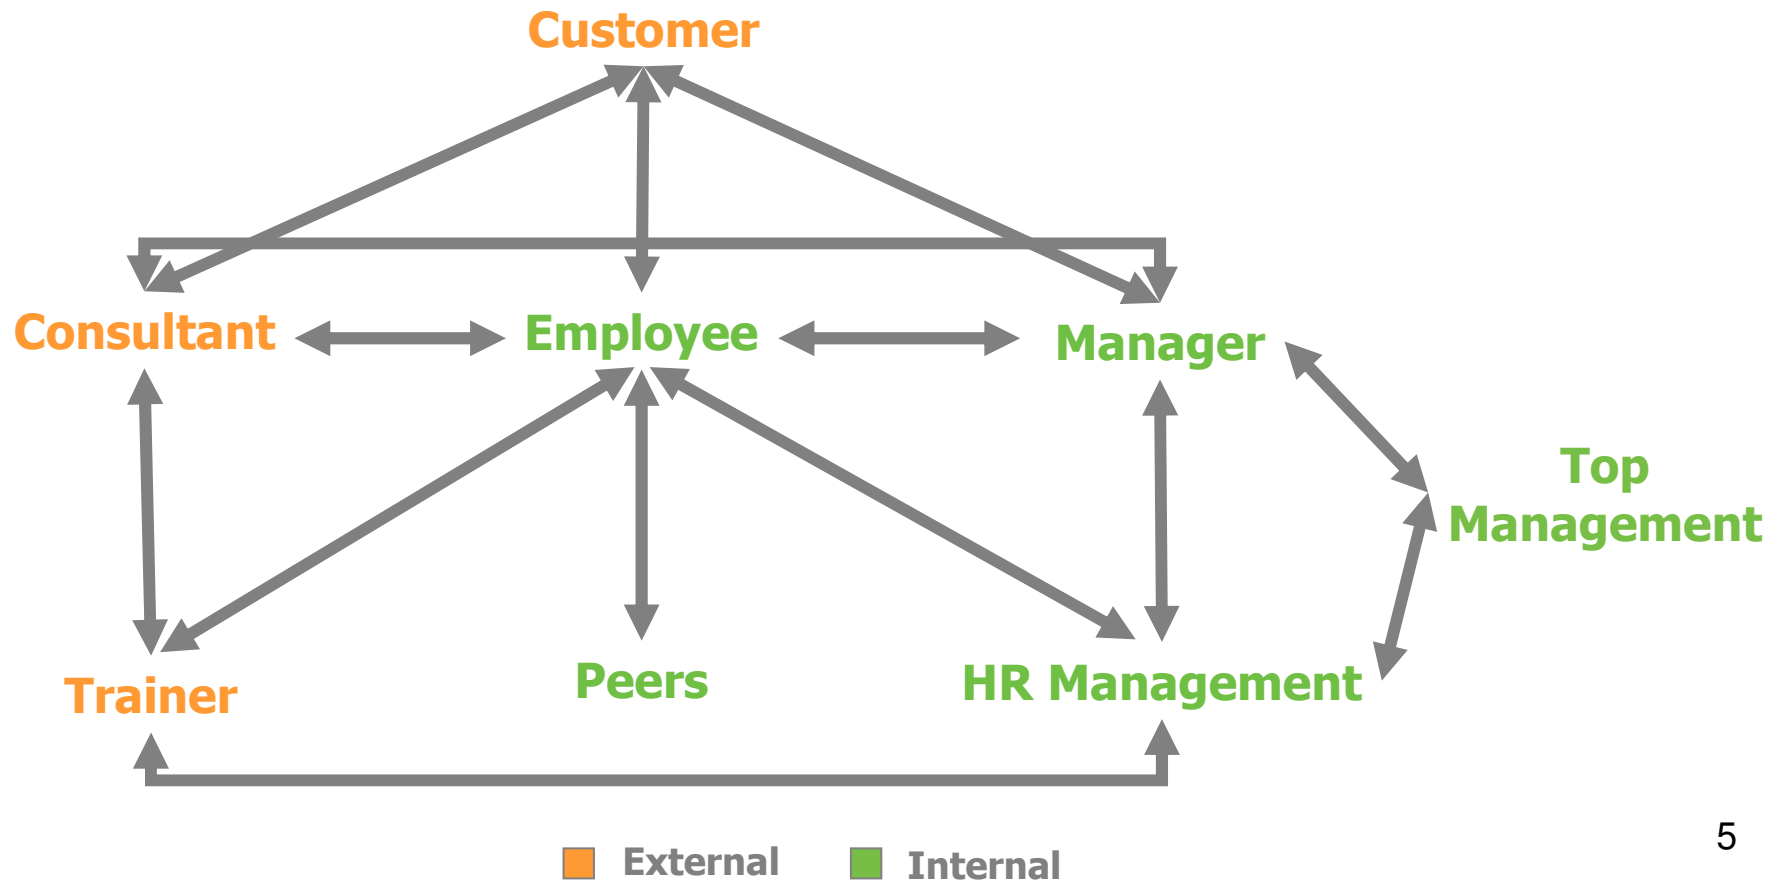 Customer
Consultant
Employee
Manager
Top
Management
Trainer
Peers
HR Management
External
Internal
5